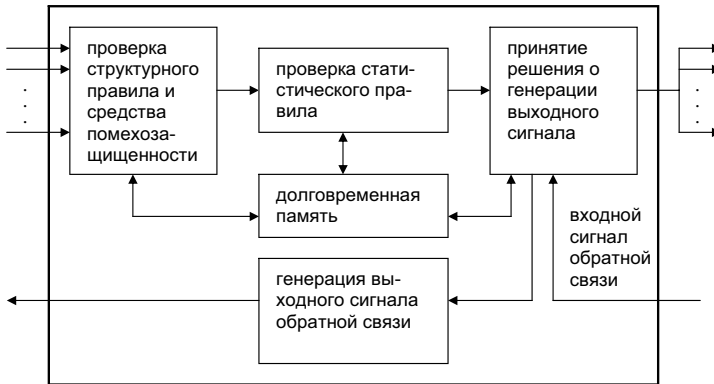 проверка
структурного
правила и
средства
помехоза-
щищенности
проверка стати-
стического пра-
вила
принятие
решения о
генерации
выходного
сигнала
долговременная
память
входной
сигнал
обратной
связи
генерация вы-
ходного сигнала
обратной связи